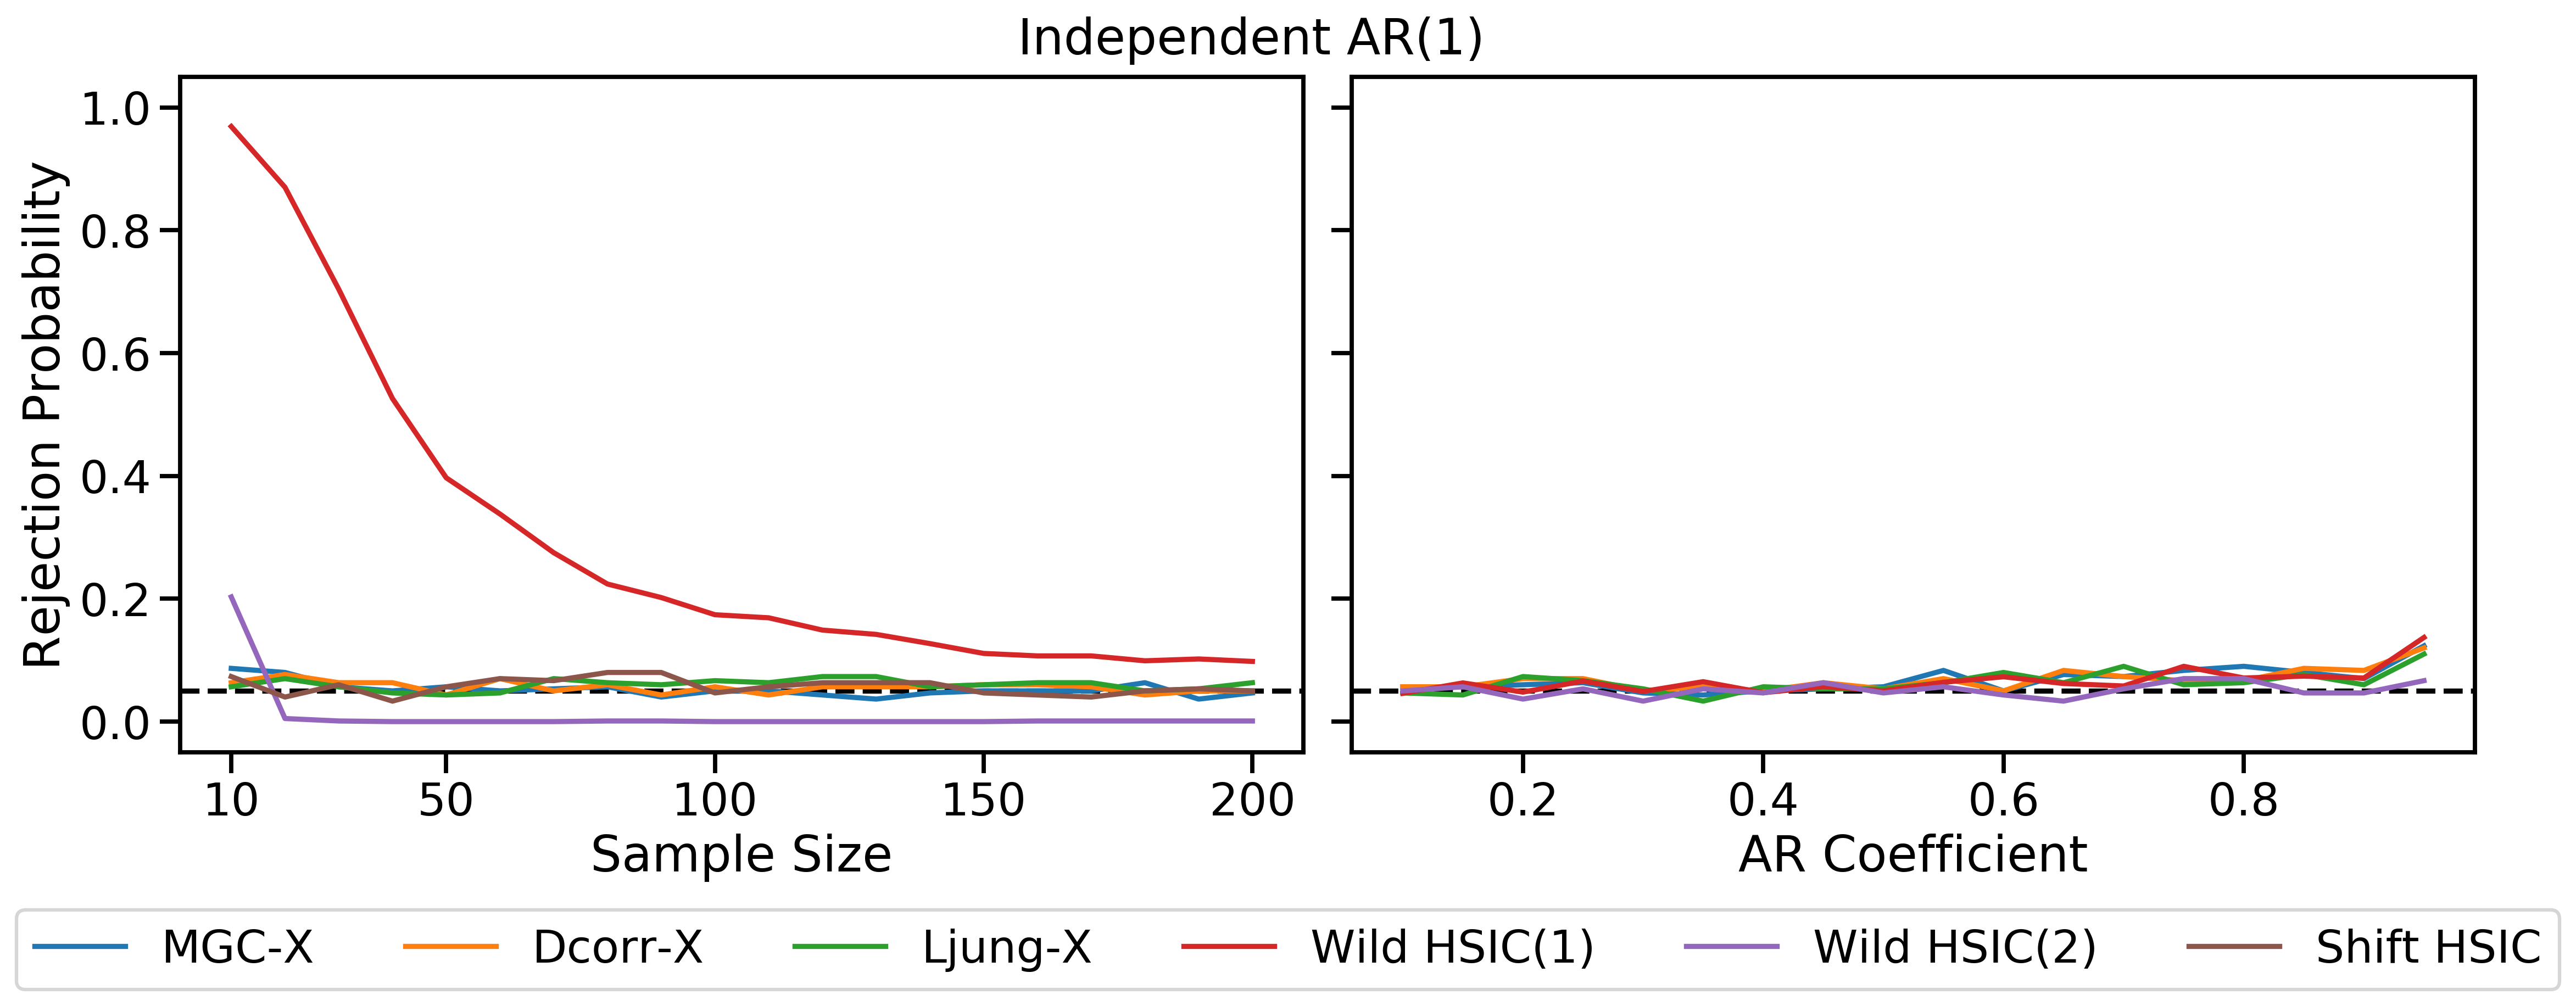 Independent AR(1)
Rejection Probability
1.0
0.8
0.6
0.4
0.2
0.0
10 50 100 150 200
Sample Size
0.2 0.4 0.6 0.8
AR Coefficient
MGC-X Dcorr-X Ljung-X Wild HSIC(1) Wild HSIC(2) Shift HSIC